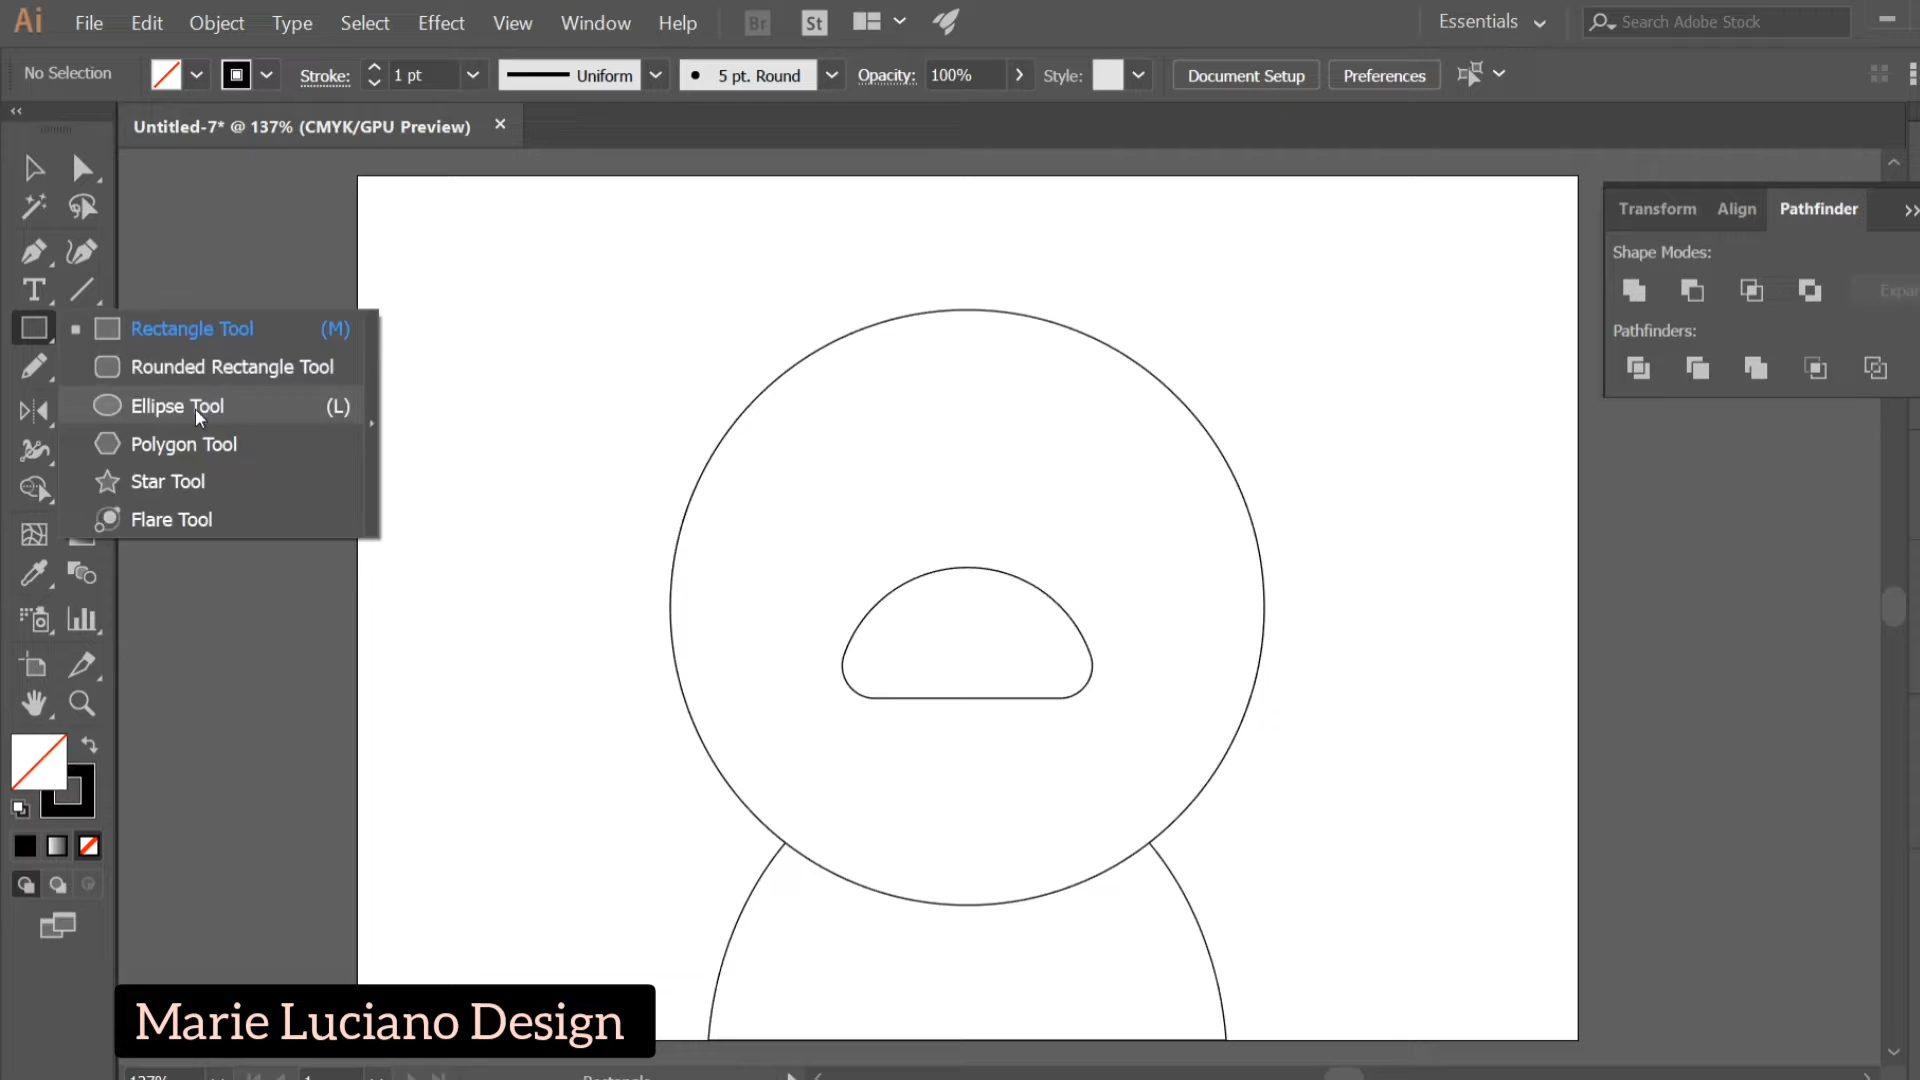 Ai File Edit Object Type Select Effect View Window Help Br St Essentials Search Adobe Stock
No Selection Stroke: 1 pt Uniform 5 pt. Round Opacity: 100% Style: Document Setup Preferences
Untitled-7* @ 137% (CMYK/GPU Preview)
Transform Align Pathfinder
Shape Modes:
Pathfinders:
T
Rectangle Tool (M)
Rounded Rectangle Tool
Ellipse Tool (L)
Polygon Tool
Star Tool
Flare Tool
Marie Luciano Design
137% 1 Rectangle